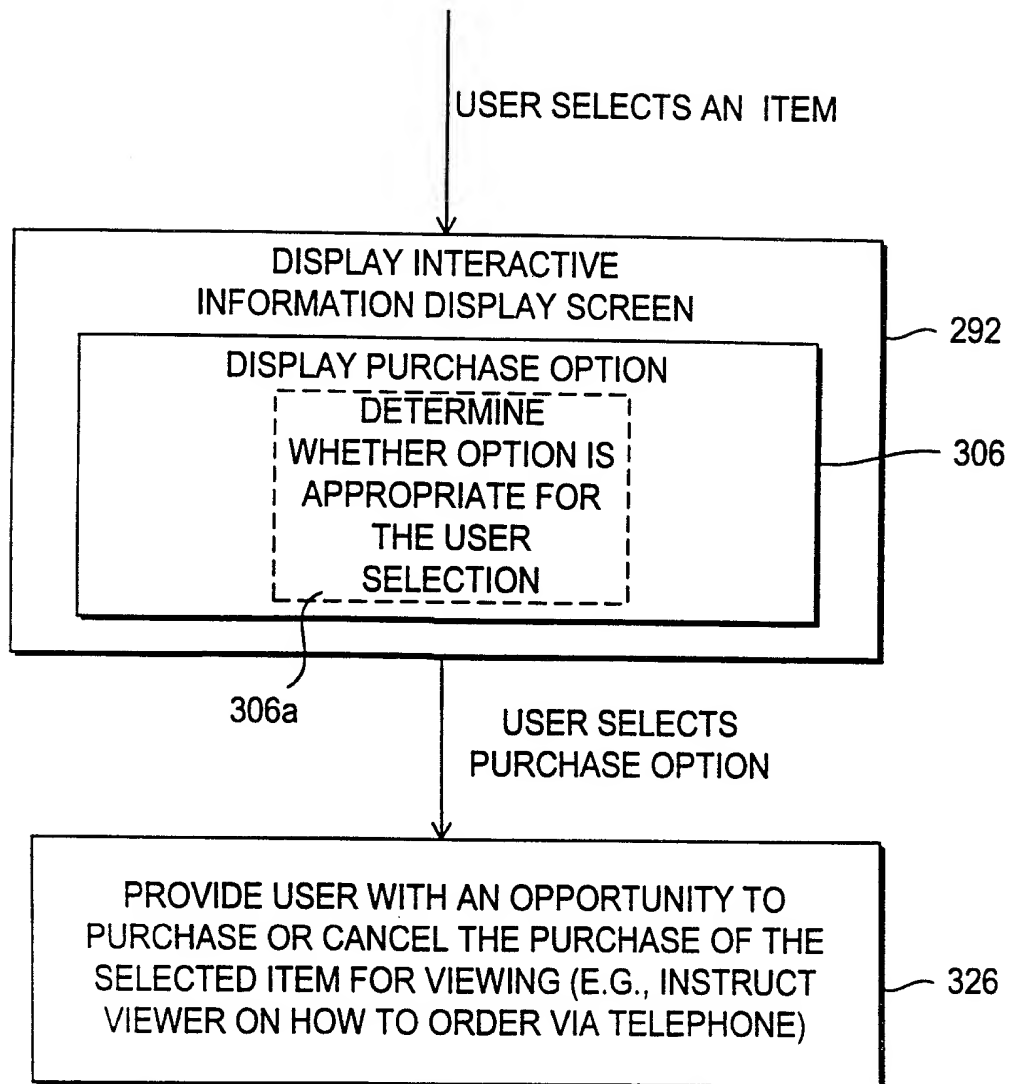 USER SELECTS AN ITEM
DISPLAY INTERACTIVE
INFORMATION DISPLAY SCREEN
292
DISPLAY PURCHASE OPTION
DETERMINE
WHETHER OPTION IS
APPROPRIATE FOR
THE USER
SELECTION
306
306a
USER SELECTS
PURCHASE OPTION
PROVIDE USER WITH AN OPPORTUNITY TO
PURCHASE OR CANCEL THE PURCHASE OF THE
SELECTED ITEM FOR VIEWING (E.G., INSTRUCT
VIEWER ON HOW TO ORDER VIA TELEPHONE)
326